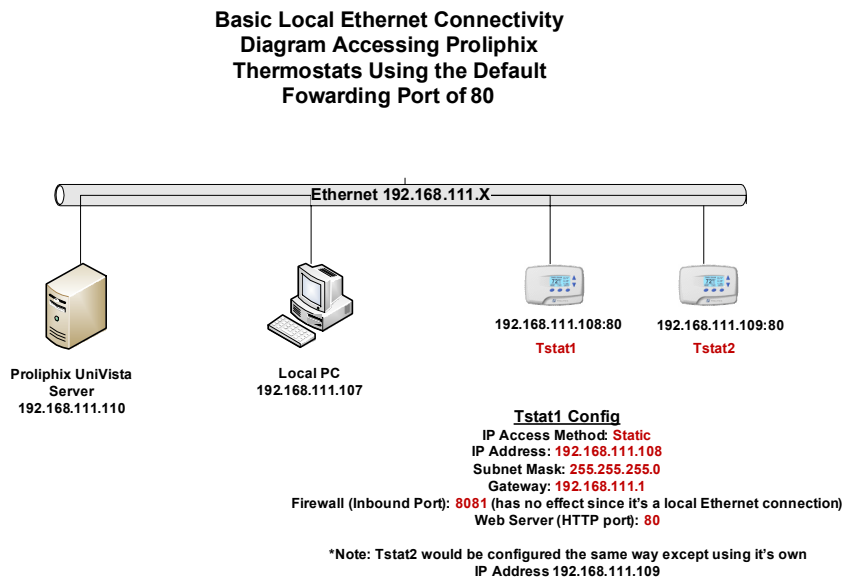 Basic Local Ethernet Connectivity
Diagram Accessing Proliphix
Thermostats Using the Default
Fowarding Port of 80
Ethernet 192.168.111.X
192.168.111.108:80
192.168.111.109:80
Tstat1
Tstat2
Proliphix UniVista
Server
192.168.111.110
Local PC
192.168.111.107
Tstat1 Config
IP Access Method: Static
IP Address: 192.168.111.108
Subnet Mask: 255.255.255.0
Gateway: 192.168.111.1
Firewall (Inbound Port): 8081 (has no effect since it's a local Ethernet connection)
Web Server (HTTP port): 80
*Note: Tstat2 would be configured the same way except using it's own
IP Address 192.168.111.109